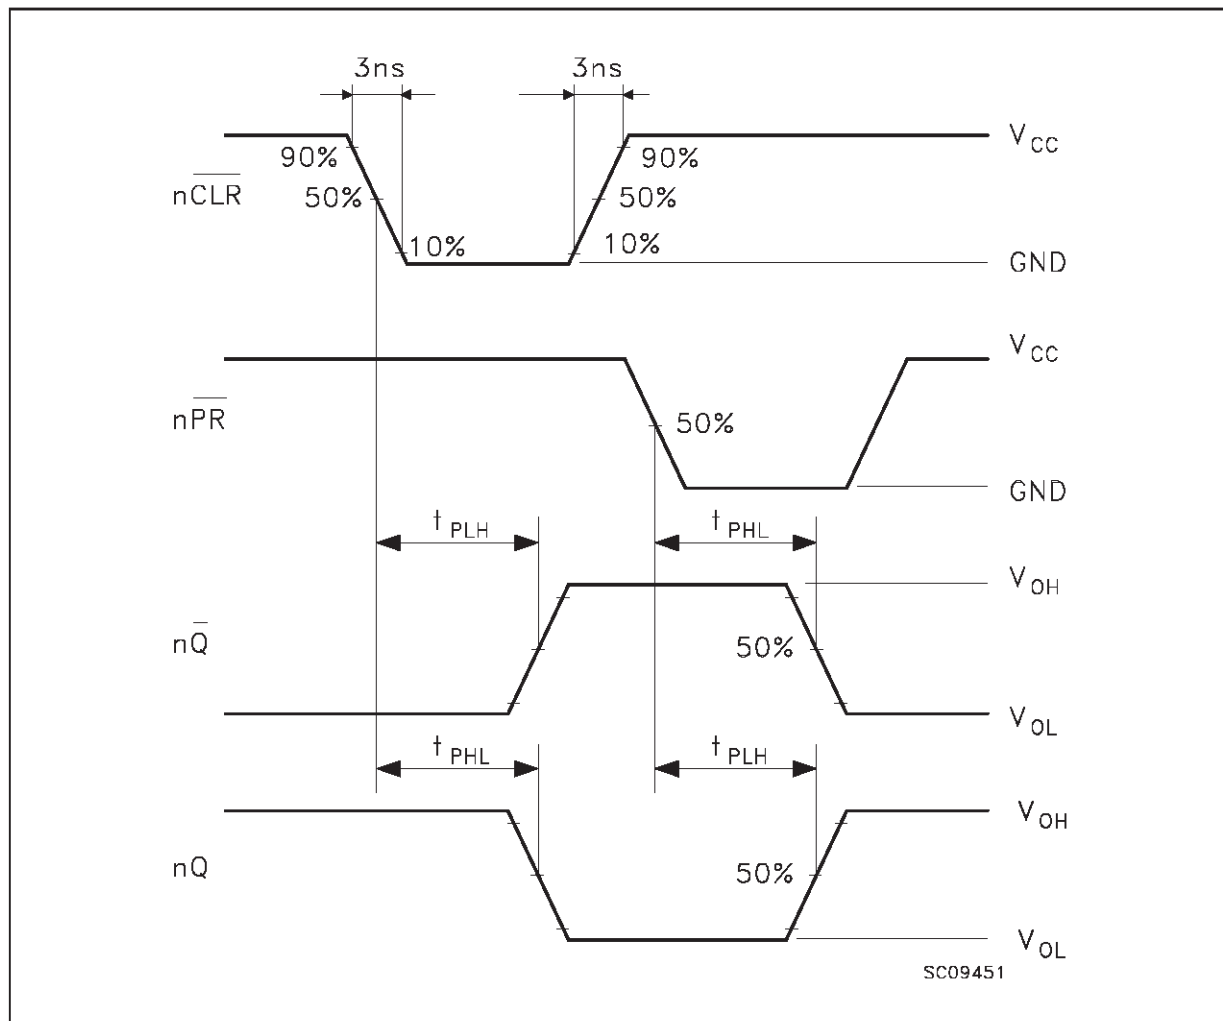 3ns 3ns
V CC
90% 90%
nCLR 50% 50%
10% 10%
GND
V CC
nPR 50%
GND
t PLH t PHL
V OH
nQ̅ 50%
V OL
t PHL t PLH
V OH
nQ 50%
V OL
SC09451